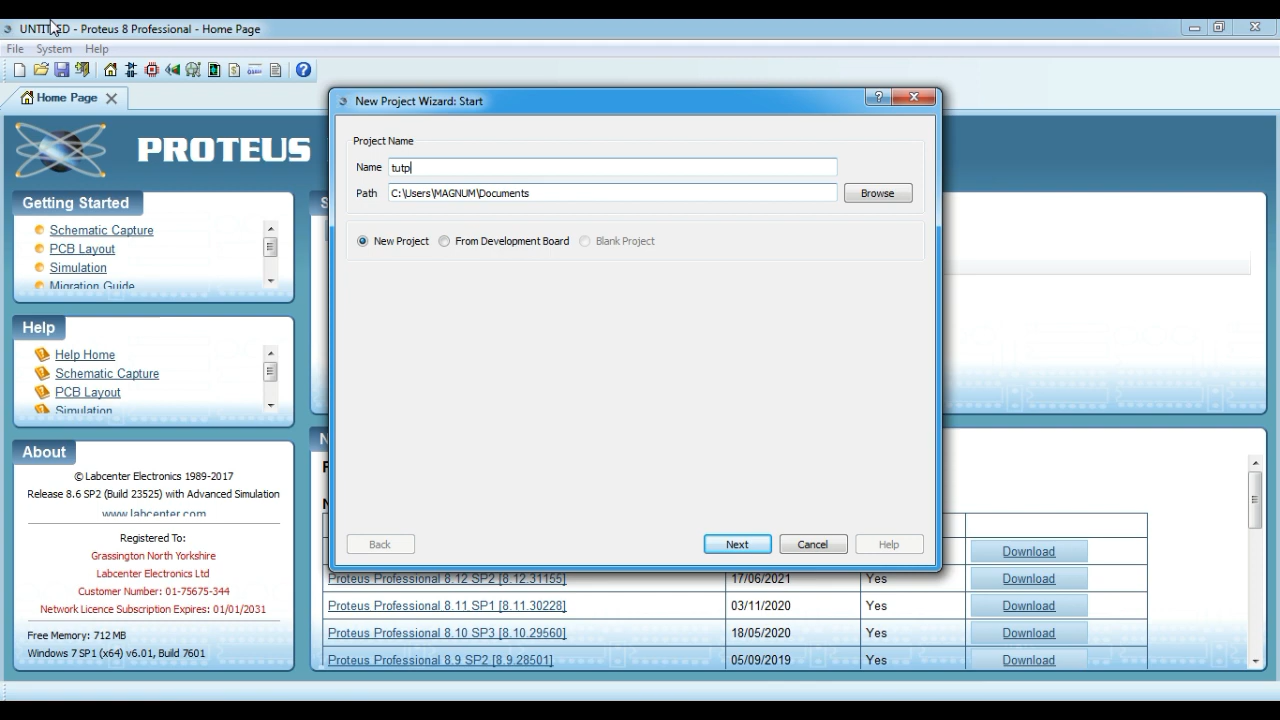 UNTITLED - Proteus 8 Professional - Home Page
File System Help
Home Page
New Project Wizard: Start
PROTEUS
Project Name
Name tutp
Path C:\Users\MAGNUM\Documents Browse
New Project From Development Board Blank Project
Getting Started
Schematic Capture
PCB Layout
Simulation
Migration Guide
Help
Help Home
Schematic Capture
PCB Layout
Simulation
About
© Labcenter Electronics 1989-2017
Release 8.6 SP2 (Build 23525) with Advanced Simulation
www.labcenter.com
Registered To:
Grassington North Yorkshire
Labcenter Electronics Ltd
Customer Number: 01-75675-344
Network Licence Subscription Expires: 01/01/2031
Free Memory: 712 MB
Windows 7 SP1 (x64) v6.01, Build 7601
Back Next Cancel Help
Download
Proteus Professional 8.12 SP2 [8.12.31155] 17/06/2021 Yes Download
Proteus Professional 8.11 SP1 [8.11.30228] 03/11/2020 Yes Download
Proteus Professional 8.10 SP3 [8.10.29560] 18/05/2020 Yes Download
Proteus Professional 8.9 SP2 [8.9.28501] 05/09/2019 Yes Download